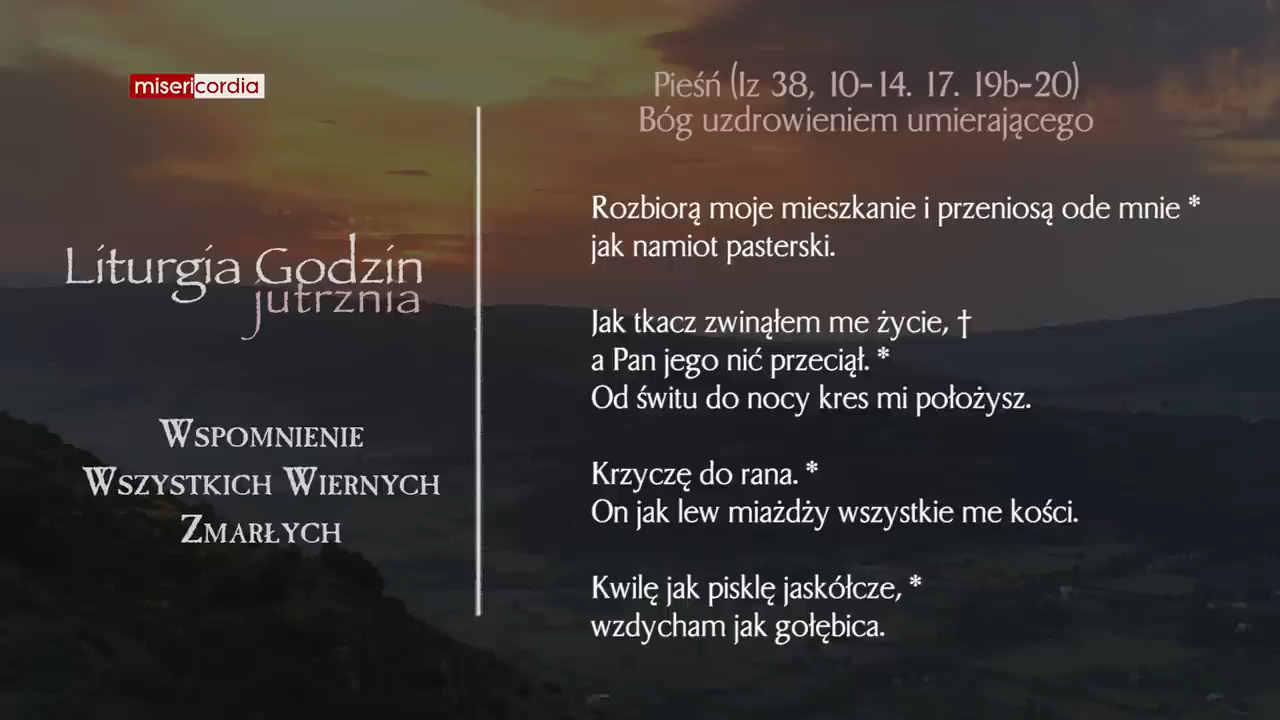 misericordia
Liturgia Godzin
jutrznia
Wspomnienie
Wszystkich Wiernych
Zmarłych
Pieśń (Iz 38, 10-14. 17. 19b-20)
Bóg uzdrowieniem umierającego
Rozbiorą moje mieszkanie i przeniosą ode mnie *
jak namiot pasterski.
Jak tkacz zwinąłem me życie, †
a Pan jego nić przeciął. *
Od świtu do nocy kres mi położysz.
Krzyczę do rana. *
On jak lew miażdży wszystkie me kości.
Kwilę jak pisklę jaskółcze, *
wzdycham jak gołębica.